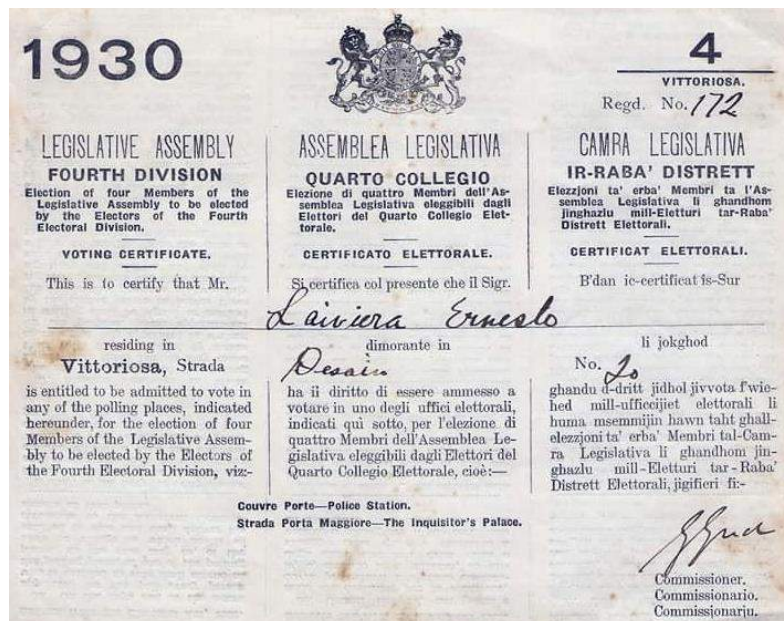 1930
4
VITTORIOSA.
Regd. No. 172
LEGISLATIVE ASSEMBLY
FOURTH DIVISION
Election of four Members of the
Legislative Assembly to be elected
by the Electors of the Fourth
Electoral Division.
VOTING CERTIFICATE.
This is to certify that Mr.
ASSEMBLEA LEGISLATIVA
QUARTO COLLEGIO
Elezione di quattro Membri dell'As-
semblea Legislativa eleggibili dagli
Elettori del Quarto Collegio Elet-
torale.
CERTIFICATO ELETTORALE.
Si certifica col presente che il Sigr.
CAMRA LEGISLATIVA
IR-RABA' DISTRETT
Elezzjoni ta' erba' Membri ta l'As-
semblea Legislativa li ghandhom
jinghazlu mill-Eletturi tar-Raba'
Distrett Elettorali.
CERTIFICAT ELETTORALI.
B'dan ic-certificat is-Sur
Laiviera Ernesto
residing in
Vittoriosa, Strada
is entitled to be admitted to vote in
any of the polling places, indicated
hereunder, for the election of four
Members of the Legislative Assem-
bly to be elected by the Electors of
the Fourth Electoral Division, viz:-
dimorante in
Desain
ha ii diritto di essere ammesso a
votare in uno degli uffici elettorali,
indicati quì sotto, per l'elezione di
quattro Membri dell'Assemblea Le-
gislativa eleggibili dagli Elettori del
Quarto Collegio Elettorale, cioè:—
li jokghod
No. 20
ghandu d-dritt jidhol jivvota f'wie-
hed mill-ufficcijiet elettorali li
huma msemmijin hawn taht ghall-
elezzjoni ta' erba' Membri tal-Cam-
ra Legislativa li ghandhom jin-
ghazlu mill-Eletturi tar-Raba'
Distrett Elettorali, jigifieri fi:-
Couvre Porte—Police Station.
Strada Porta Maggiore—The Inquisitor's Palace.
Commissioner.
Commissionario.
Commissjonarju.